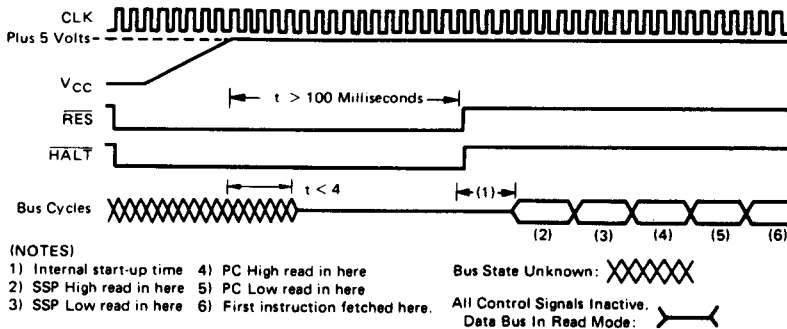 CLK
Plus 5 Volts
VCC
t > 100 Milliseconds
RES
HALT
t < 4
(1)
Bus Cycles
(2) (3) (4) (5) (6)
(NOTES)
1) Internal start-up time 4) PC High read in here
2) SSP High read in here 5) PC Low read in here
3) SSP Low read in here 6) First instruction fetched here.
Bus State Unknown:
All Control Signals Inactive.
Data Bus In Read Mode: